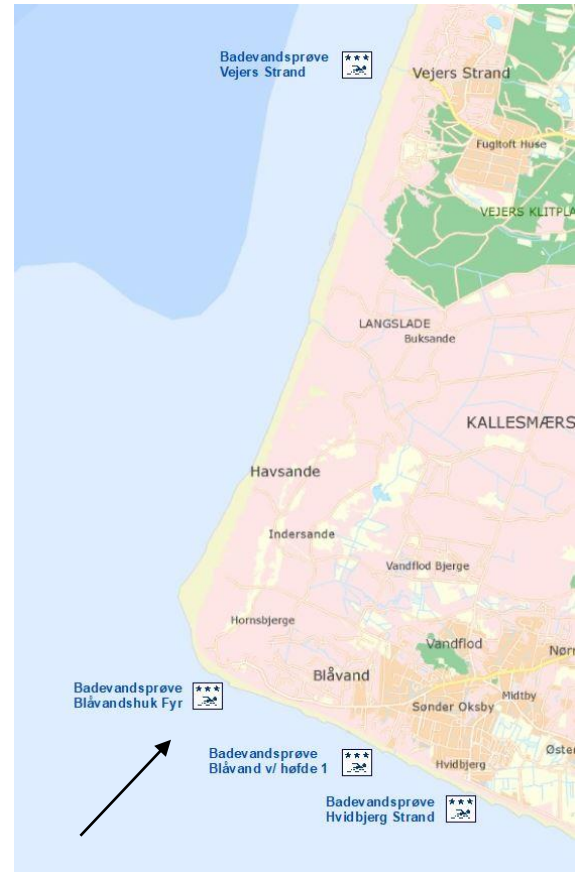 Badevandsprøve
Vejers Strand
Vejers Strand
Fugltoft Huse
VEJERS KLITPLA
LANGSLADE
Buksande
KALLESMÆRS
Havsande
Indersande
Vandflod Bjerge
Hornsbjerge
Vandflod
Nørr
Blåvand
Badevandsprøve
Blåvandshuk Fyr
Midtby
Sønder Oksby
Badevandsprøve
Blåvand v/ høfde 1
Øste
Hvidbjerg
Badevandsprøve
Hvidbjerg Strand